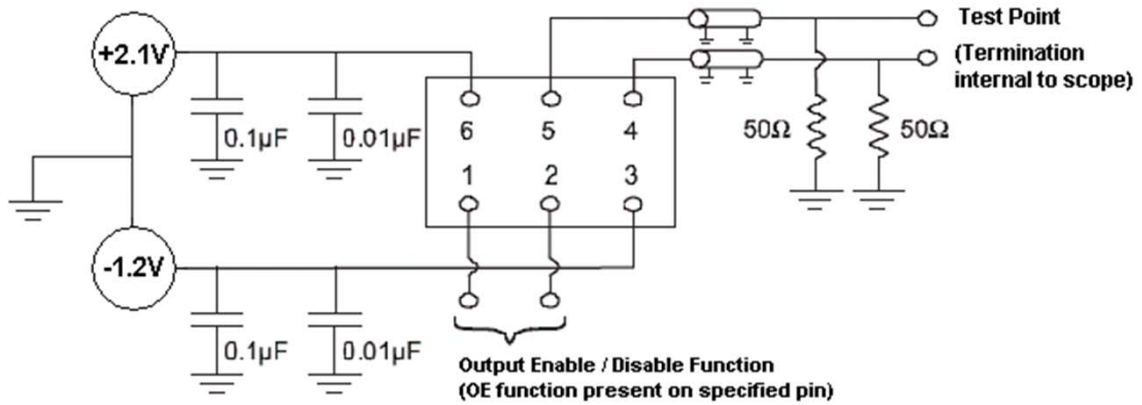 +2.1V
0.1µF
0.01µF
6
5
4
1
2
3
Test Point
(Termination
internal to scope)
50Ω
50Ω
-1.2V
0.1µF
0.01µF
Output Enable / Disable Function
(OE function present on specified pin)